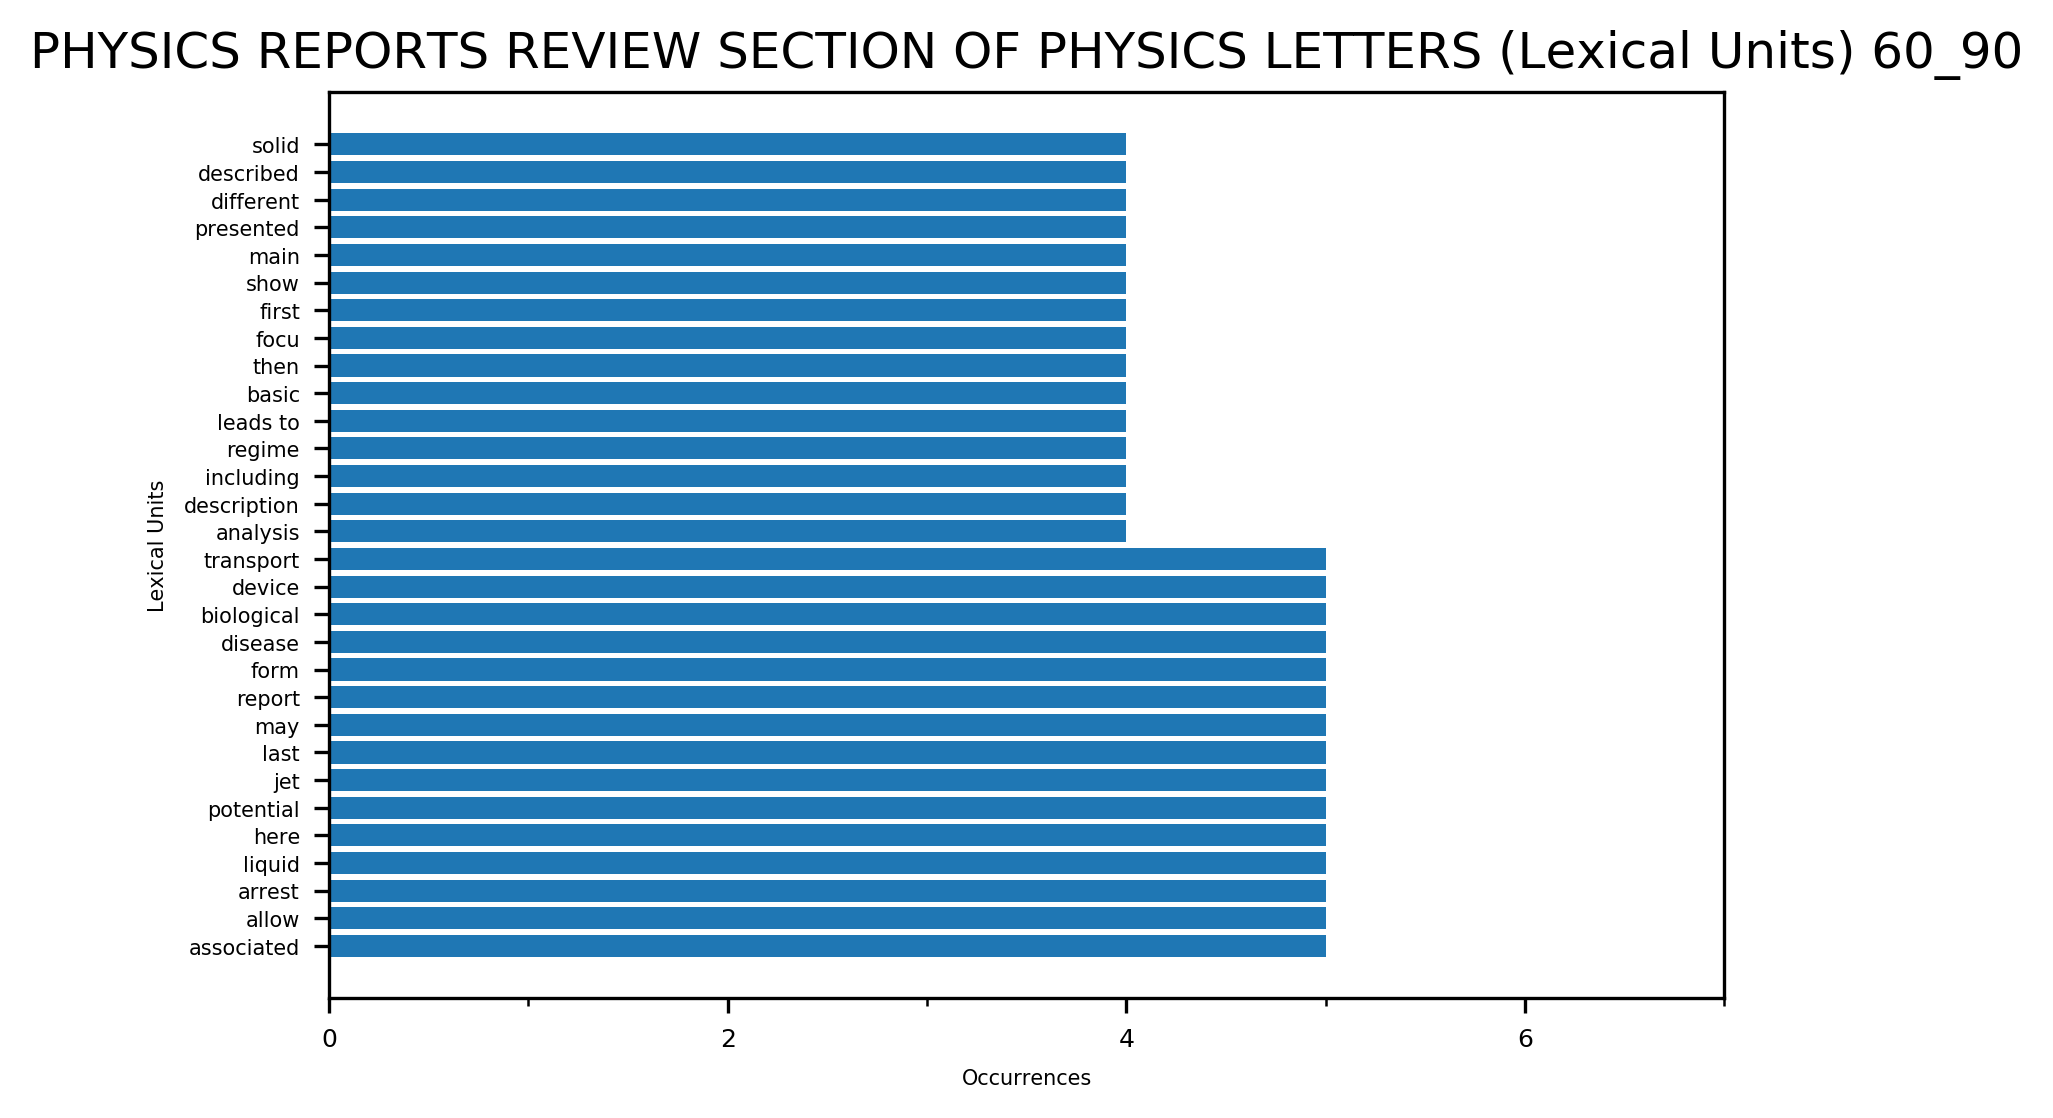 PHYSICS REPORTS REVIEW SECTION OF PHYSICS LETTERS (Lexical Units) 60_90
solid
described
different
presented
main
show
first
focu
then
basic
leads to
regime
including
description
analysis
transport
device
biological
disease
form
report
may
last
jet
potential
here
liquid
arrest
allow
associated
Lexical Units
0 2 4 6
Occurrences